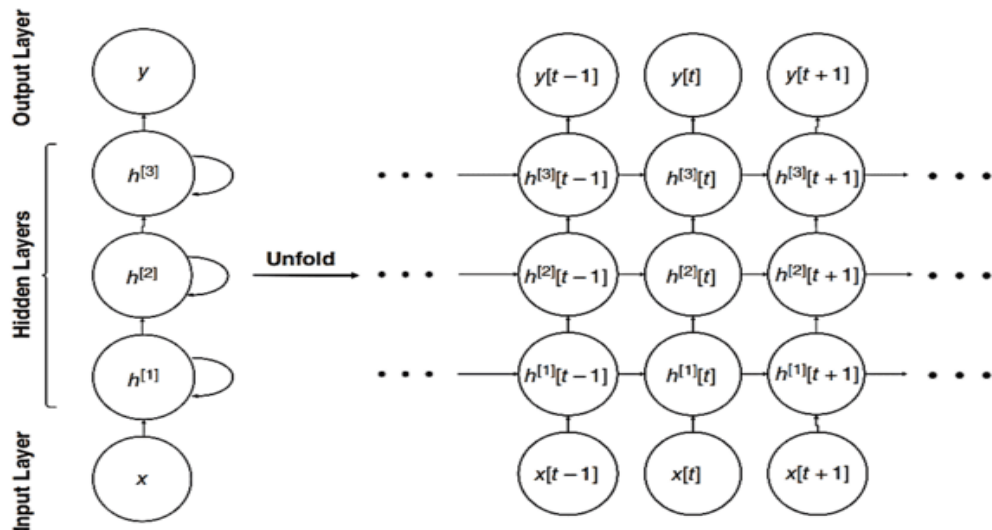 Output Layer
y
y[t − 1]
y[t]
y[t + 1]
Hidden Layers
h[3]
• • •
h[3][t − 1]
h[3][t]
h[3][t + 1]
• • •
h[2]
Unfold
• • •
h[2][t − 1]
h[2][t]
h[2][t + 1]
• • •
h[1]
• • •
h[1][t − 1]
h[1][t]
h[1][t + 1]
• • •
Input Layer
x
x[t − 1]
x[t]
x[t + 1]